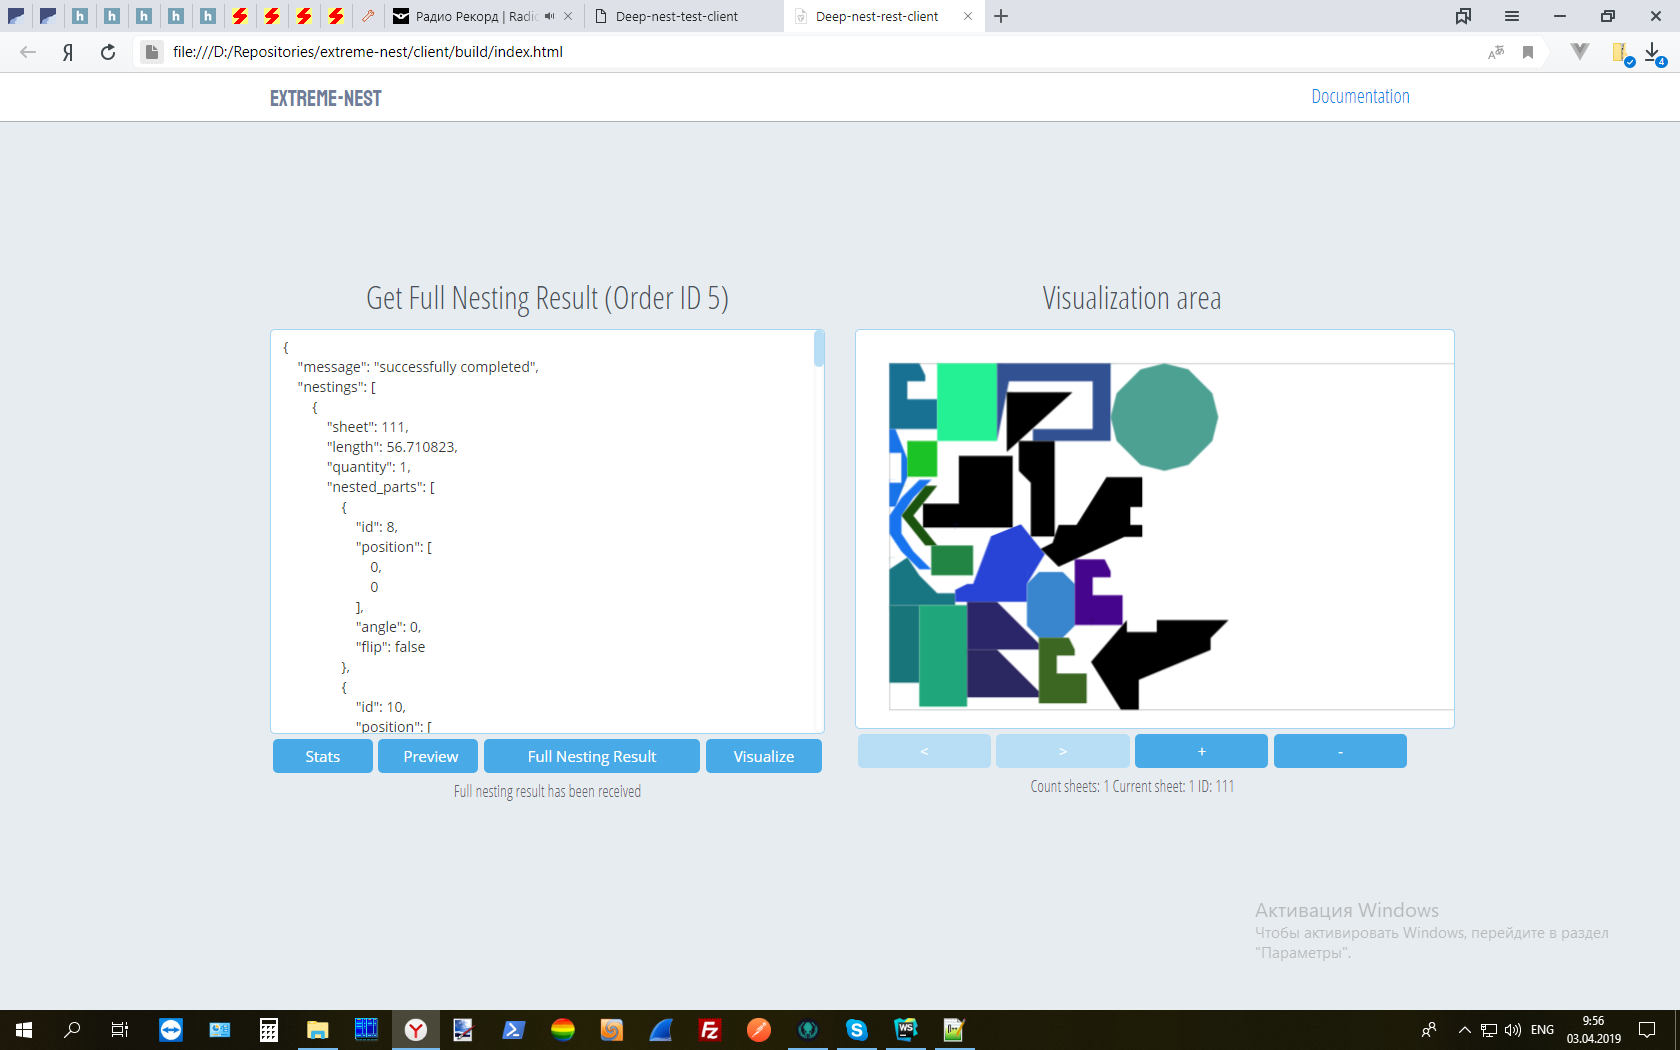 Радио Рекорд | Radio
Deep-nest-test-client
Deep-nest-rest-client
file:///D:/Repositories/extreme-nest/client/build/index.html
4
EXTREME-NEST
Documentation
Get Full Nesting Result (Order ID 5)
Visualization area
{
"message": "successfully completed",
"nestings": [
{
"sheet": 111,
"length": 56.710823,
"quantity": 1,
"nested_parts": [
{
"id": 8,
"position": [
0,
0
],
"angle": 0,
"flip": false
},
{
"id": 10,
"position": [
Stats
Preview
Full Nesting Result
Visualize
<
>
+
-
Full nesting result has been received
Count sheets: 1 Current sheet: 1 ID: 111
Активация Windows
Чтобы активировать Windows, перейдите в раздел
"Параметры".
ENG
9:56
03.04.2019